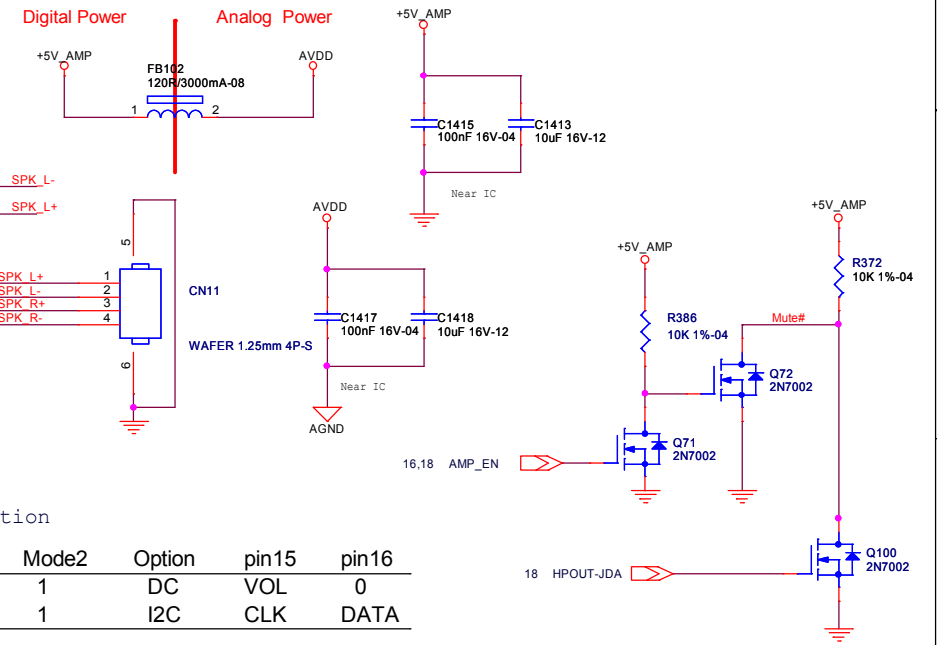 Digital Power
Analog Power
+5V_AMP
AVDD
FB102
120R/3000mA-08
1
2
+5V_AMP
C1415
100nF 16V-04
C1413
10uF 16V-12
Near IC
SPK_L-
SPK_L+
5
SPK_L+
1
SPK_L-
2
SPK_R+
3
SPK_R-
4
CN11
WAFER 1.25mm 4P-S
6
AVDD
C1417
100nF 16V-04
C1418
10uF 16V-12
Near IC
AGND
+5V_AMP
R372
10K 1%-04
+5V_AMP
R386
10K 1%-04
Mute#
Q72
2N7002
Q71
2N7002
16,18 AMP_EN
Q100
2N7002
18 HPOUT-JDA
tion
Mode2 Option pin15 pin16
1 DC VOL 0
1 I2C CLK DATA